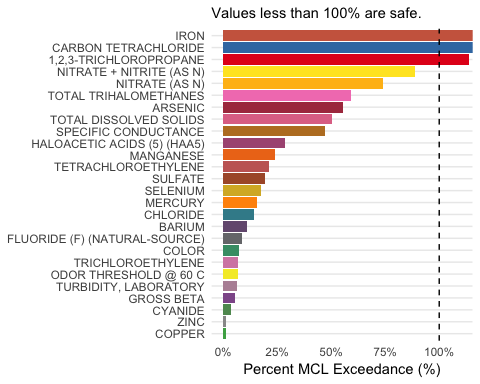 Values less than 100% are safe.
IRON
CARBON TETRACHLORIDE
1,2,3-TRICHLOROPROPANE
NITRATE + NITRITE (AS N)
NITRATE (AS N)
TOTAL TRIHALOMETHANES
ARSENIC
TOTAL DISSOLVED SOLIDS
SPECIFIC CONDUCTANCE
HALOACETIC ACIDS (5) (HAA5)
MANGANESE
TETRACHLOROETHYLENE
SULFATE
SELENIUM
MERCURY
CHLORIDE
BARIUM
FLUORIDE (F) (NATURAL-SOURCE)
COLOR
TRICHLOROETHYLENE
ODOR THRESHOLD @ 60 C
TURBIDITY, LABORATORY
GROSS BETA
CYANIDE
ZINC
COPPER
0% 25% 50% 75% 100%
Percent MCL Exceedance (%)